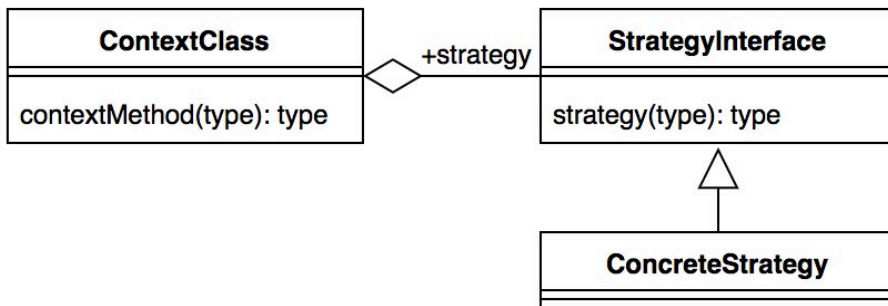 ContextClass
+strategy
StrategyInterface
contextMethod(type): type
strategy(type): type
ConcreteStrategy